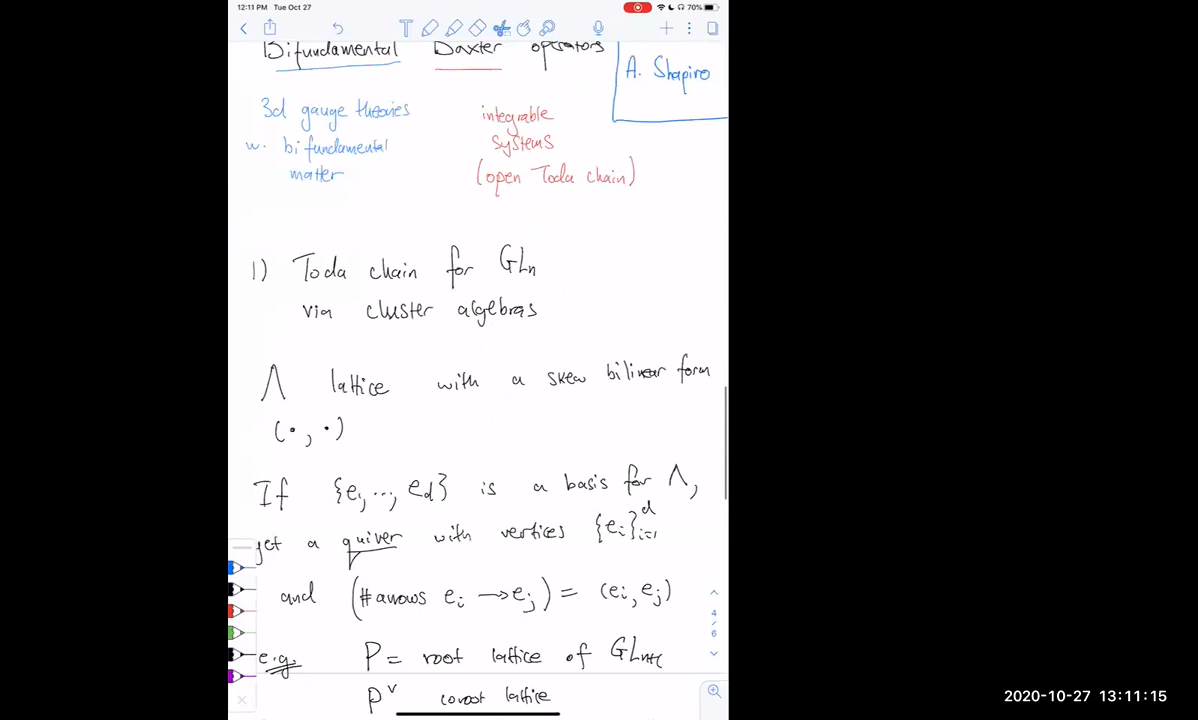 12:11 PM Tue Oct 27
70%
Bifundamental Baxter operators
A. Shapiro
3d gauge theories
w. bifundamental
matter
integrable
systems
(open Toda chain)
1) Toda chain for GLn
via cluster algebras
Λ lattice with a skew bilinear form
(·, ·)
If {e1, ..., ed} is a basis for Λ,
get a quiver with vertices {ei}i=1^d
and (# arrows ei → ej) = (ei, ej)
e.g. P = root lattice of GLn+1
P^v coroot lattice
4
/
6
2020-10-27 13:11:15